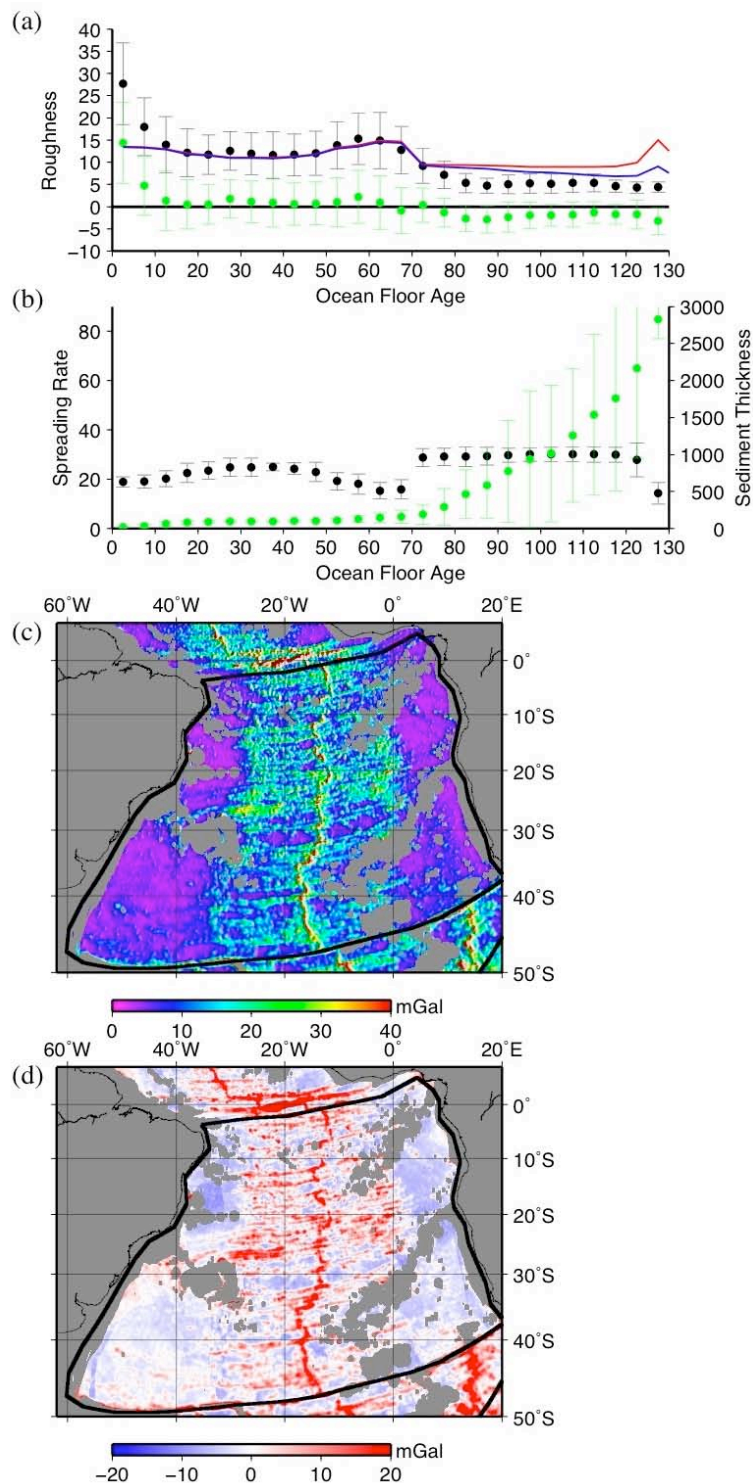 (a)
40
35
30
25
20
15
10
5
0
−5
−10
Roughness
0 10 20 30 40 50 60 70 80 90 100 110 120 130
Ocean Floor Age
(b)
80
60
40
20
0
Spreading Rate
3000
2500
2000
1500
1000
500
0
Sediment Thickness
0 10 20 30 40 50 60 70 80 90 100 110 120 130
Ocean Floor Age
60°W 40°W 20°W 0° 20°E
(c)
0°
10°S
20°S
30°S
40°S
50°S
mGal
0 10 20 30 40
60°W 40°W 20°W 0° 20°E
(d)
0°
10°S
20°S
30°S
40°S
50°S
mGal
−20 −10 0 10 20